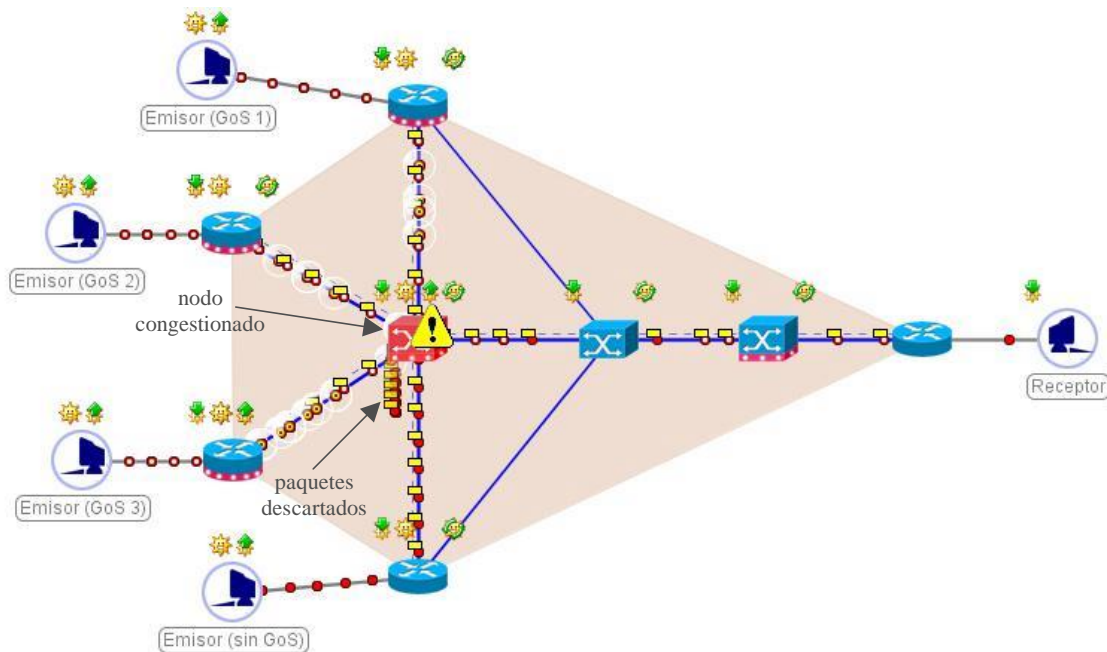 Emisor (GoS 1)
Emisor (GoS 2)
nodo
congestionado
Receptor
Emisor (GoS 3)
paquetes
descartados
Emisor (sin GoS)